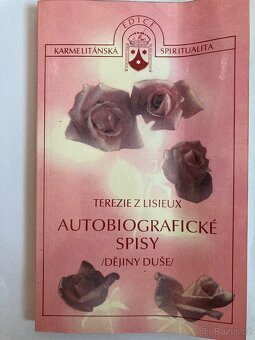 EDICE
KARMELITÁNSKÁ SPIRITUALITA
TEREZIE Z LISIEUX
AUTOBIOGRAFICKÉ
SPISY
/DĚJINY DUŠE/